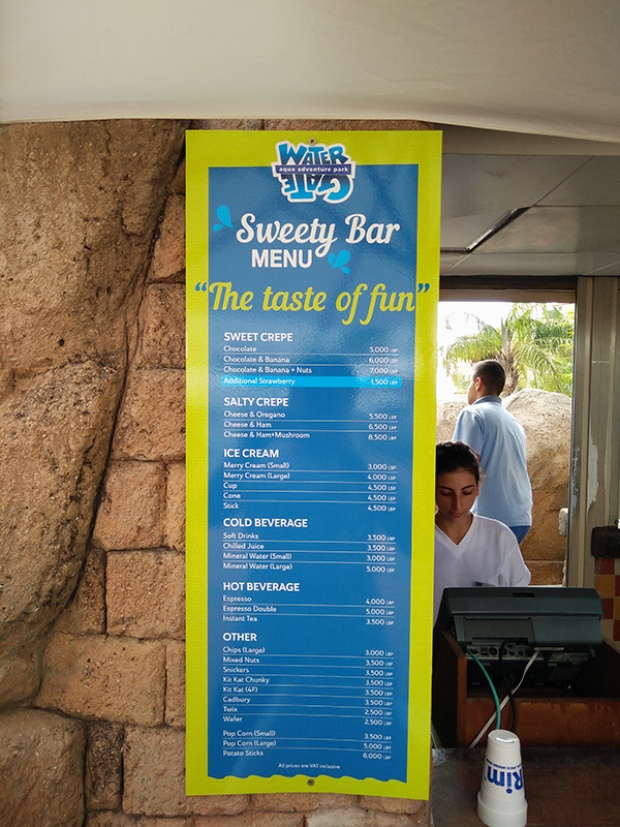 WATER
aqua adventure park
GATE
Sweety Bar
MENU
"The taste of fun"
SWEET CREPE
Chocolate 5,000 LBP
Chocolate & Banana 6,000 LBP
Chocolate & Banana + Nuts 7,000 LBP
Additional Strawberry 1,500 LBP
SALTY CREPE
Cheese & Oregano 5,500 LBP
Cheese & Ham 6,500 LBP
Cheese & Ham+Mushroom 8,500 LBP
ICE CREAM
Merry Cream (Small) 3,000 LBP
Merry Cream (Large) 4,000 LBP
Cup 4,500 LBP
Cone 4,500 LBP
Stick 4,500 LBP
COLD BEVERAGE
Soft Drinks 3,500 LBP
Chilled Juice 3,500 LBP
Mineral Water (Small) 3,000 LBP
Mineral Water (Large) 5,000 LBP
HOT BEVERAGE
Espresso 4,000 LBP
Espresso Double 5,000 LBP
Instant Tea 3,500 LBP
OTHER
Chips (Large) 3,000 LBP
Mixed Nuts 3,500 LBP
Snickers 3,500 LBP
Kit Kat Chunky 3,500 LBP
Kit Kat (4F) 3,500 LBP
Cadbury 3,500 LBP
Twix 2,500 LBP
Wafer 2,500 LBP
Pop Corn (Small) 3,500 LBP
Pop Corn (Large) 5,000 LBP
Potato Sticks 6,000 LBP
All prices are VAT inclusive
Rim